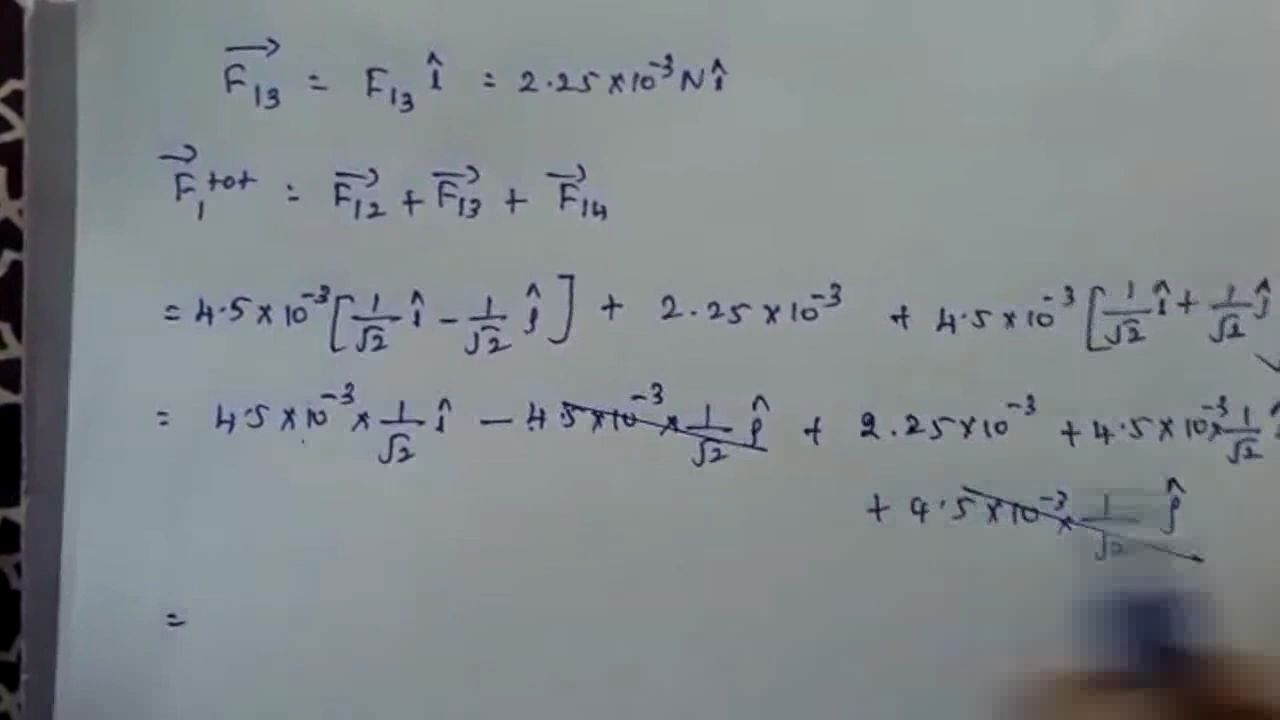 F⃗₁₃ = F₁₃ î = 2.25 × 10⁻³ N î
F⃗₁ᵗᵒᵗ = F⃗₁₂ + F⃗₁₃ + F⃗₁₄
= 4.5 × 10⁻³ [ 1/√2 î − 1/√2 ĵ ] + 2.25 × 10⁻³ + 4.5 × 10⁻³ [ 1/√2 î + 1/√2 ĵ
= 4.5 × 10⁻³ × 1/√2 î − 4.5 × 10⁻³ × 1/√2 ĵ + 2.25 × 10⁻³ + 4.5 × 10⁻³ × 1/√2
+ 4.5 × 10⁻³ × 1/√2 ĵ
=